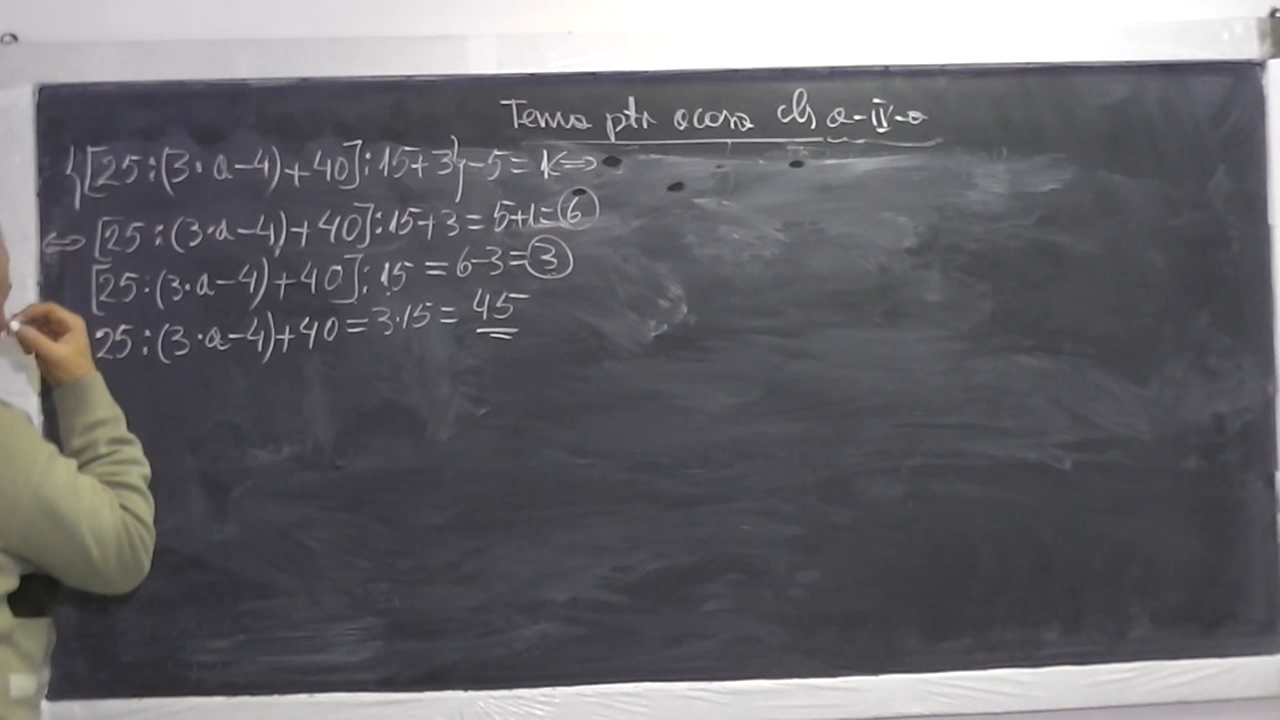 Tema ptr acasa cls a-IV-a
{[25:(3·a-4)+40]:15+3}-5=1⇔
⇔[25:(3·a-4)+40]:15+3=5+1=6
[25:(3·a-4)+40]:15=6-3=3
25:(3·a-4)+40=3·15=45